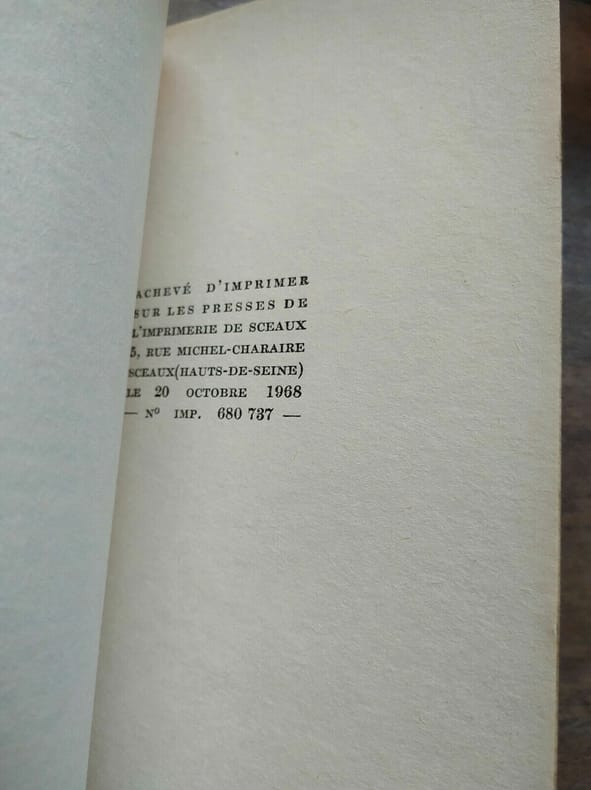 ACHEVÉ D'IMPRIMER
SUR LES PRESSES DE
L'IMPRIMERIE DE SCEAUX
5, RUE MICHEL-CHARAIRE
SCEAUX(HAUTS-DE-SEINE)
LE 20 OCTOBRE 1968
— Nº IMP. 680 737 —